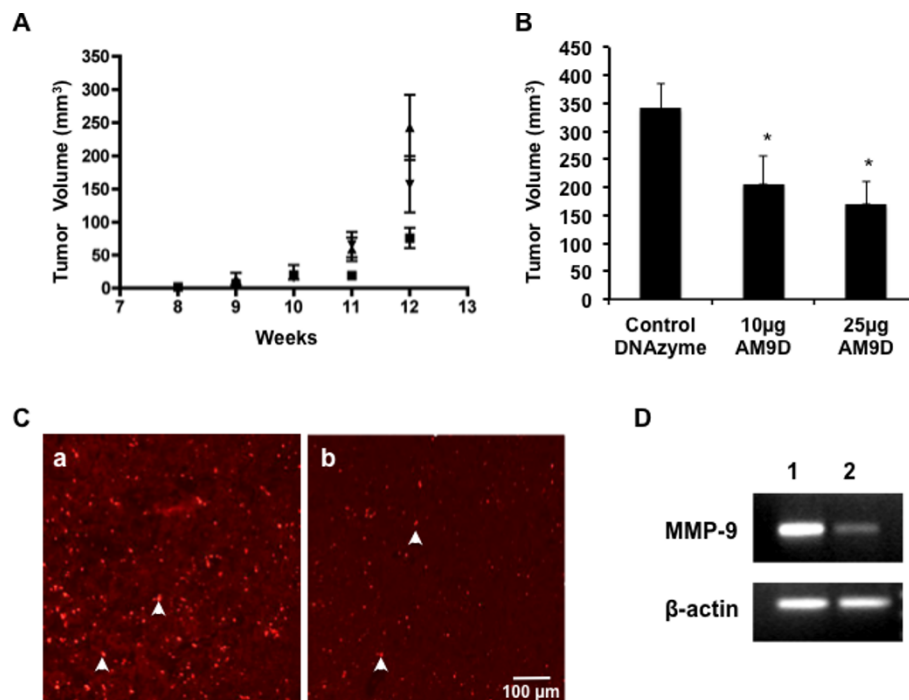 A
Tumor Volume (mm³)
350
300
250
200
150
100
50
0
7 8 9 10 11 12 13
Weeks
B
Tumor Volume (mm³)
450
400
350
300
250
200
150
100
50
0
* *
Control DNAzyme
10µg AM9D
25µg AM9D
C
a
b
100 µm
D
1 2
MMP-9
β-actin